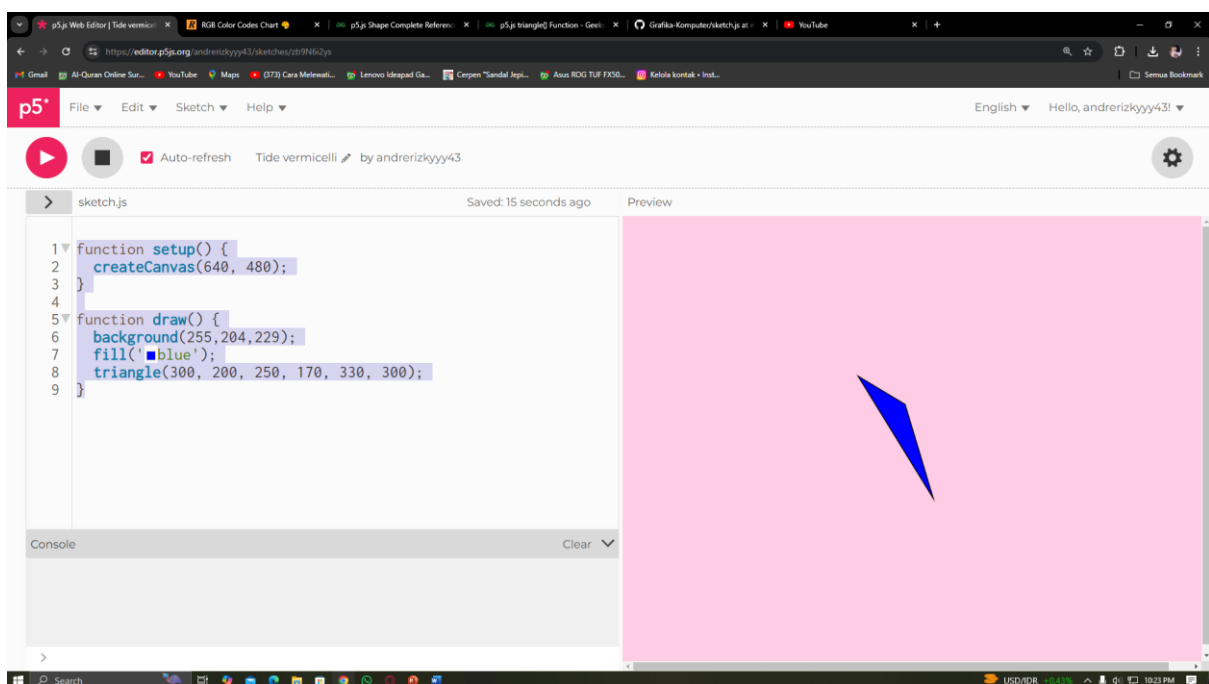 p5.js Web Editor | Tide vermice
RGB Color Codes Chart
p5.js Shape Complete Referenc
p5.js triangle() Function - Geek
Grafika-Komputer/sketch.js at
YouTube
https://editor.p5js.org/andrerizkyyy43/sketches/zb9N6i2ys
Gmail
Al-Quran Online Sur...
YouTube
Maps
(373) Cara Melewati...
Lenovo Ideapad Ga...
Cerpen "Sandal Jepi...
Asus ROG TUF FX50...
Kelola kontak • Inst...
Semua Bookmark
p5*
File
Edit
Sketch
Help
English
Hello, andrerizkyyy43!
Auto-refresh
Tide vermicelli
by andrerizkyyy43
sketch.js
Saved: 15 seconds ago
Preview
1 function setup() {
2 createCanvas(640, 480);
3 }
4
5 function draw() {
6 background(255,204,229);
7 fill('blue');
8 triangle(300, 200, 250, 170, 330, 300);
9 }
Console
Clear
>
Search
USD/IDR +0.43%
10:23 PM